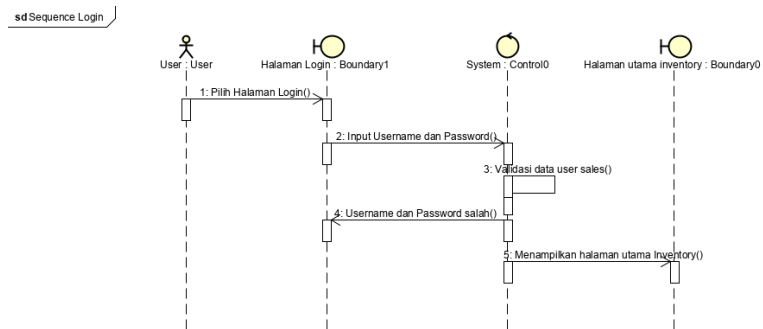 sd Sequence Login
User : User
Halaman Login : Boundary1
System : Control0
Halaman utama inventory : Boundary0
1: Pilih Halaman Login()
2: Input Username dan Password()
3: Validasi data user sales()
4: Username dan Password salah()
5: Menampilkan halaman utama Inventory()